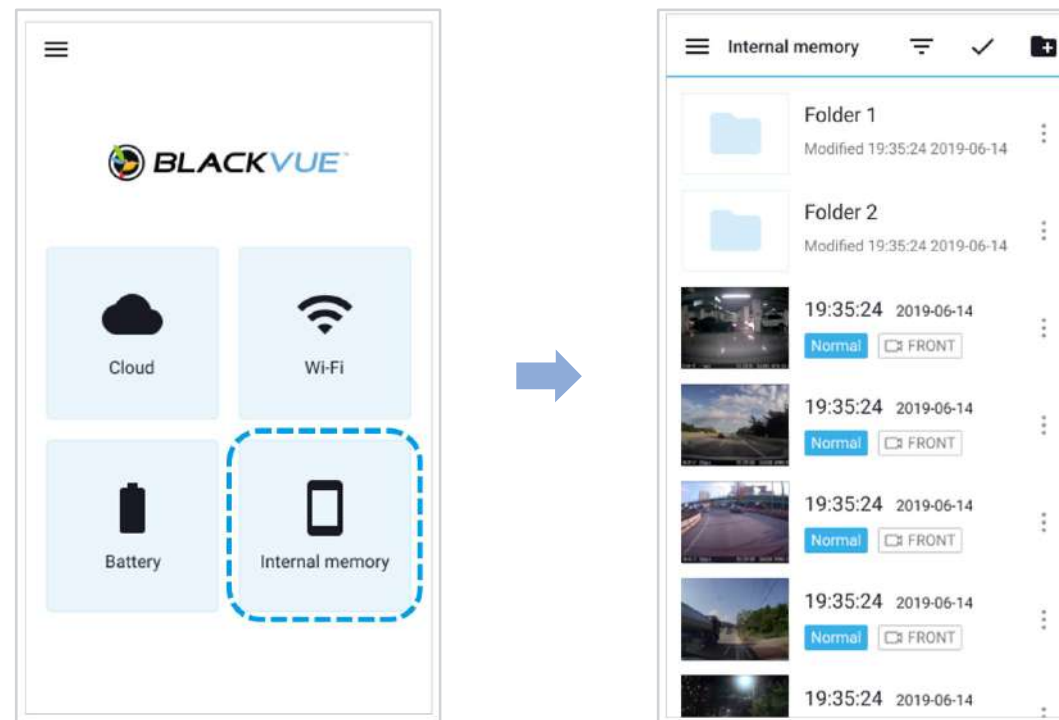 BLACKVUE
Cloud
Wi-Fi
Battery
Internal memory
Internal memory
Folder 1
Modified 19:35:24 2019-06-14
Folder 2
Modified 19:35:24 2019-06-14
19:35:24 2019-06-14
Normal FRONT
19:35:24 2019-06-14
Normal FRONT
19:35:24 2019-06-14
Normal FRONT
19:35:24 2019-06-14
Normal FRONT
19:35:24 2019-06-14